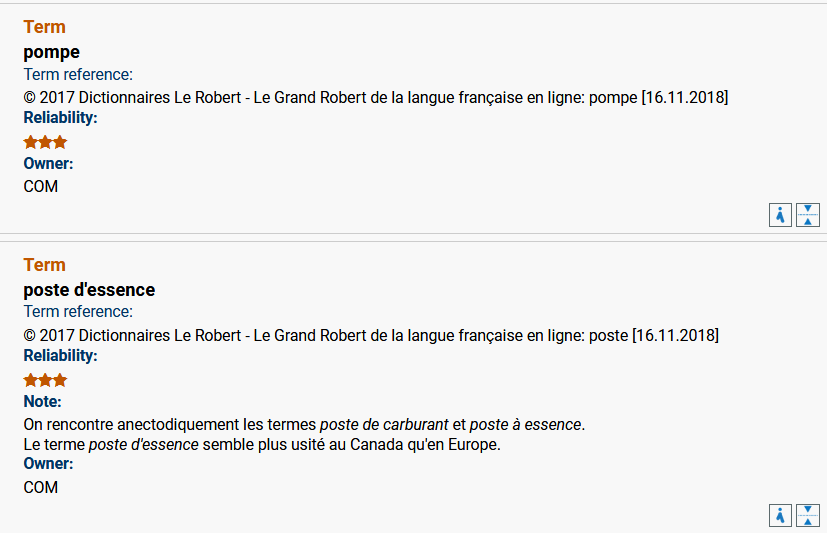 Term
pompe
Term reference:
© 2017 Dictionnaires Le Robert - Le Grand Robert de la langue française en ligne: pompe [16.11.2018]
Reliability:
Owner:
COM
Term
poste d'essence
Term reference:
© 2017 Dictionnaires Le Robert - Le Grand Robert de la langue française en ligne: poste [16.11.2018]
Reliability:
Note:
On rencontre anectodiquement les termes poste de carburant et poste à essence.
Le terme poste d'essence semble plus usité au Canada qu'en Europe.
Owner:
COM